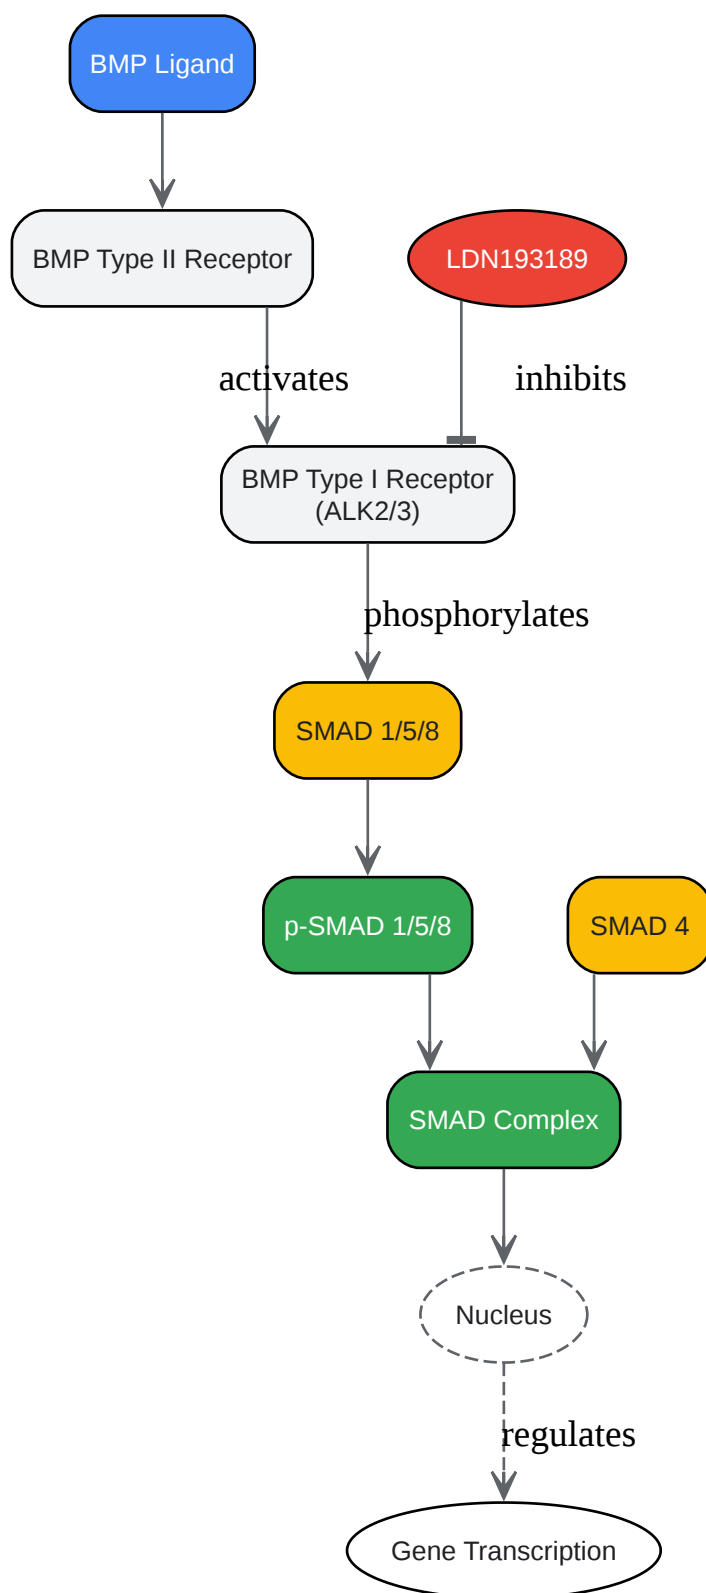 BMP Ligand
BMP Type II Receptor
LDN193189
activates
inhibits
BMP Type I Receptor
(ALK2/3)
phosphorylates
SMAD 1/5/8
p-SMAD 1/5/8
SMAD 4
SMAD Complex
Nucleus
regulates
Gene Transcription